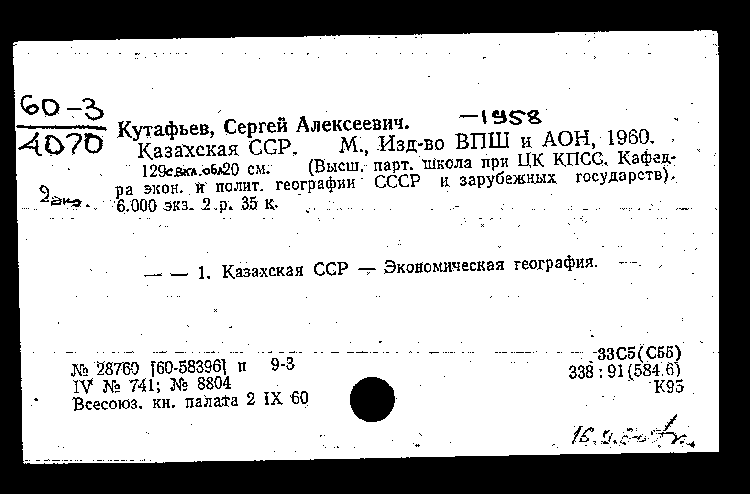 60-3
4070
Кутафьев, Сергей Алексеевич. —1958
Казахская ССР. М., Изд-во ВПШ и АОН, 1960.
129с.вкл.обл 20 см. (Высш. парт. школа при ЦК КПСС. Кафед-
ра экон. и полит. географии СССР и зарубежных государств).
2экз. 6.000 экз. 2 р. 35 к.
— — 1. Казахская ССР — Экономическая география.
№ 28760 [60-58396] п 9-3
IV № 741; № 8804
Всесоюз. кн. палата 2 IX 60
33С5(С55)
338 : 91(584.6)
К95